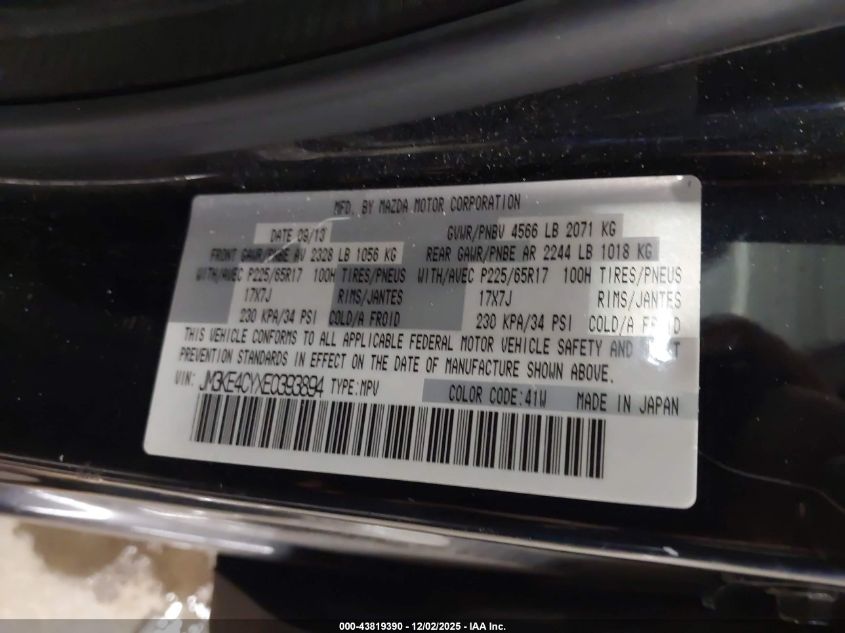 MFD. BY MAZDA MOTOR CORPORATION
DATE 09/13 GVWR/PNBV 4566 LB 2071 KG
FRONT GAWR/PNBE AV 2328 LB 1056 KG REAR GAWR/PNBE AR 2244 LB 1018 KG
WITH/AVEC P225/65R17 100H TIRES/PNEUS WITH/AVEC P225/65R17 100H TIRES/PNEUS
17X7J RIMS/JANTES 17X7J RIMS/JANTES
230 KPA/34 PSI COLD/A FROID 230 KPA/34 PSI COLD/A FROID
THIS VEHICLE CONFORMS TO ALL APPLICABLE FEDERAL MOTOR VEHICLE SAFETY AND THEFT
PREVENTION STANDARDS IN EFFECT ON THE DATE OF MANUFACTURE SHOWN ABOVE.
VIN: JM3KE4CYXE0393894 TYPE:MPV COLOR CODE:41W MADE IN JAPAN
000-43819390 - 12/02/2025 - IAA Inc.